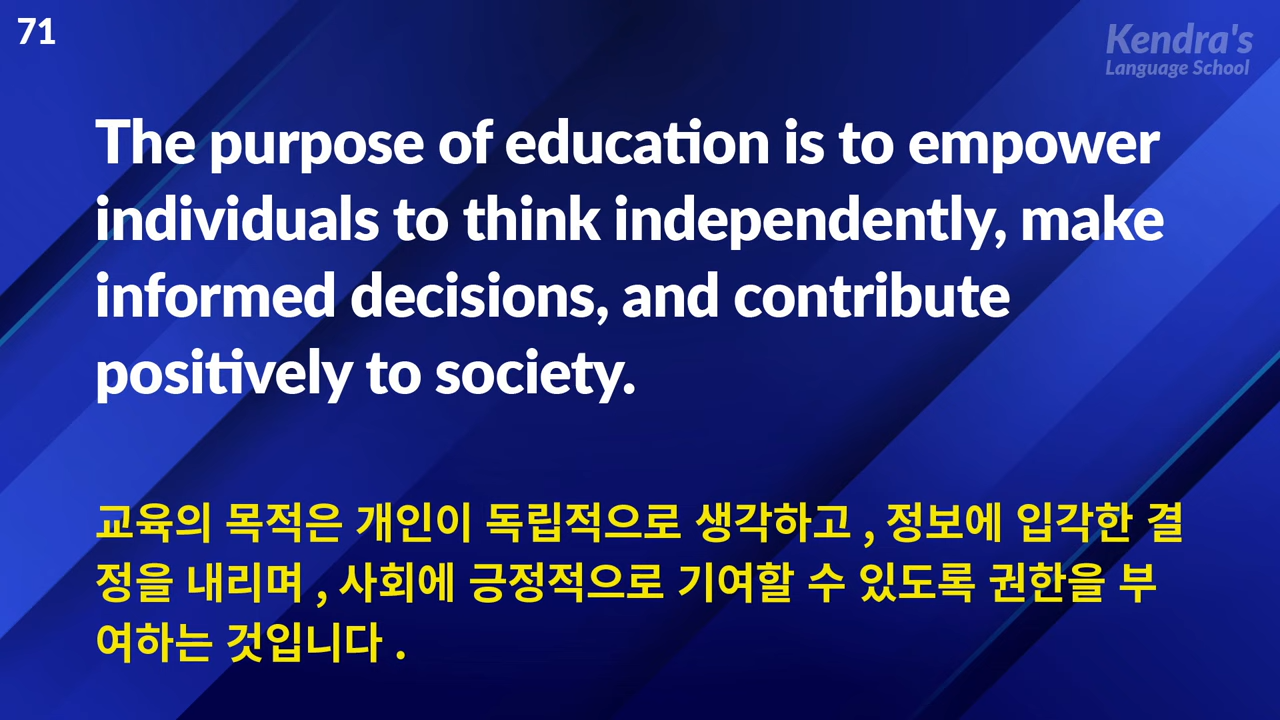 71
Kendra's
Language School
The purpose of education is to empower
individuals to think independently, make
informed decisions, and contribute
positively to society.
교육의 목적은 개인이 독립적으로 생각하고 , 정보에 입각한 결
정을 내리며 , 사회에 긍정적으로 기여할 수 있도록 권한을 부
여하는 것입니다 .